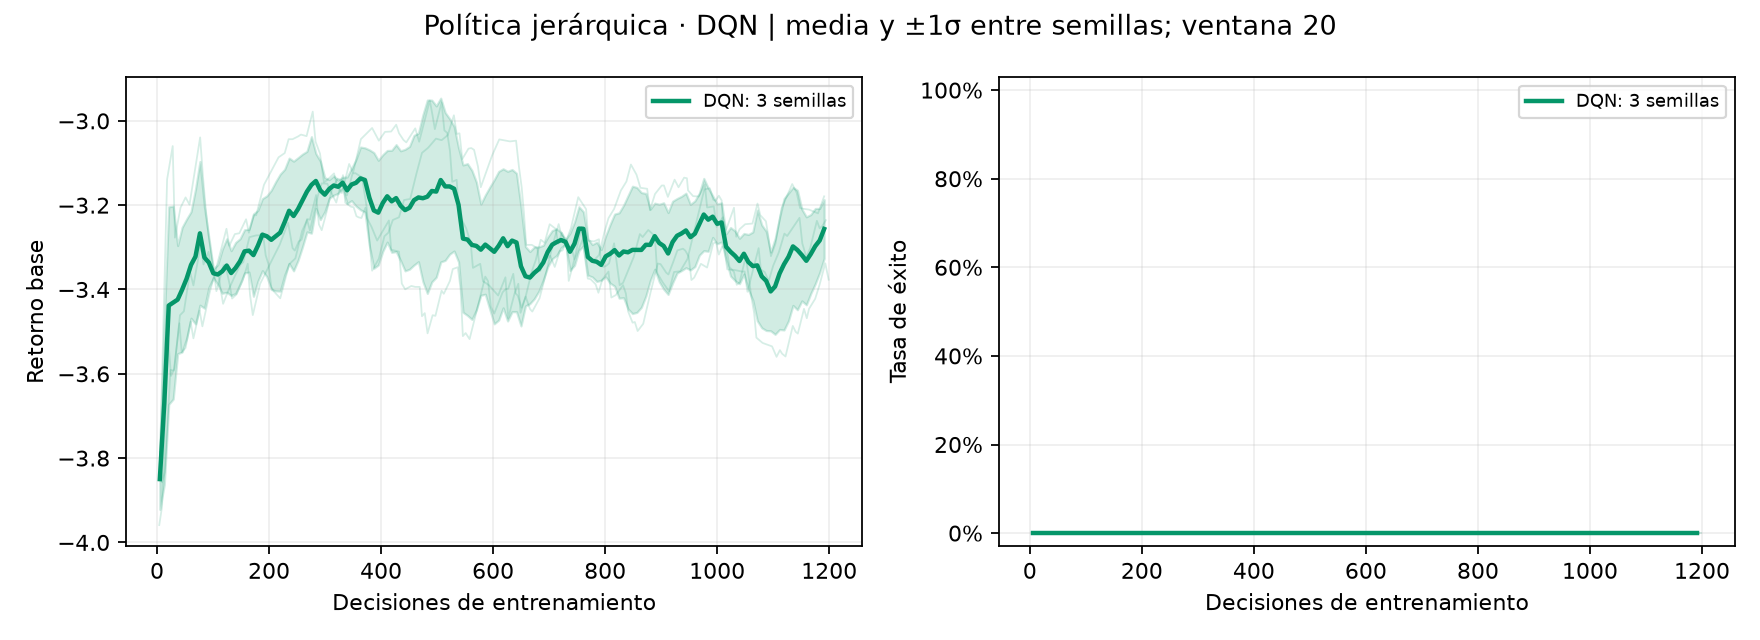 Política jerárquica · DQN | media y ±1σ entre semillas; ventana 20
Retorno base
−3.0
−3.2
−3.4
−3.6
−3.8
−4.0
DQN: 3 semillas
0 200 400 600 800 1000 1200
Decisiones de entrenamiento
Tasa de éxito
100%
80%
60%
40%
20%
0%
DQN: 3 semillas
0 200 400 600 800 1000 1200
Decisiones de entrenamiento